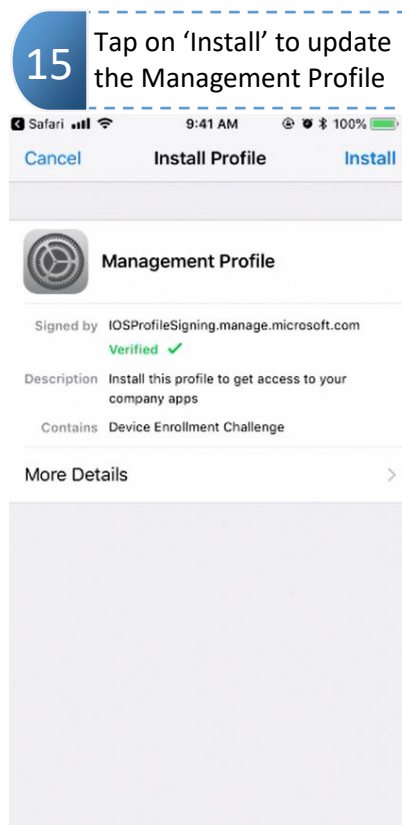 15
Tap on ‘Install’ to update
the Management Profile
Safari 9:41 AM 100%
Cancel Install Profile Install
Management Profile
Signed by IOSProfileSigning.manage.microsoft.com
Verified ✓
Description Install this profile to get access to your
company apps
Contains Device Enrollment Challenge
More Details